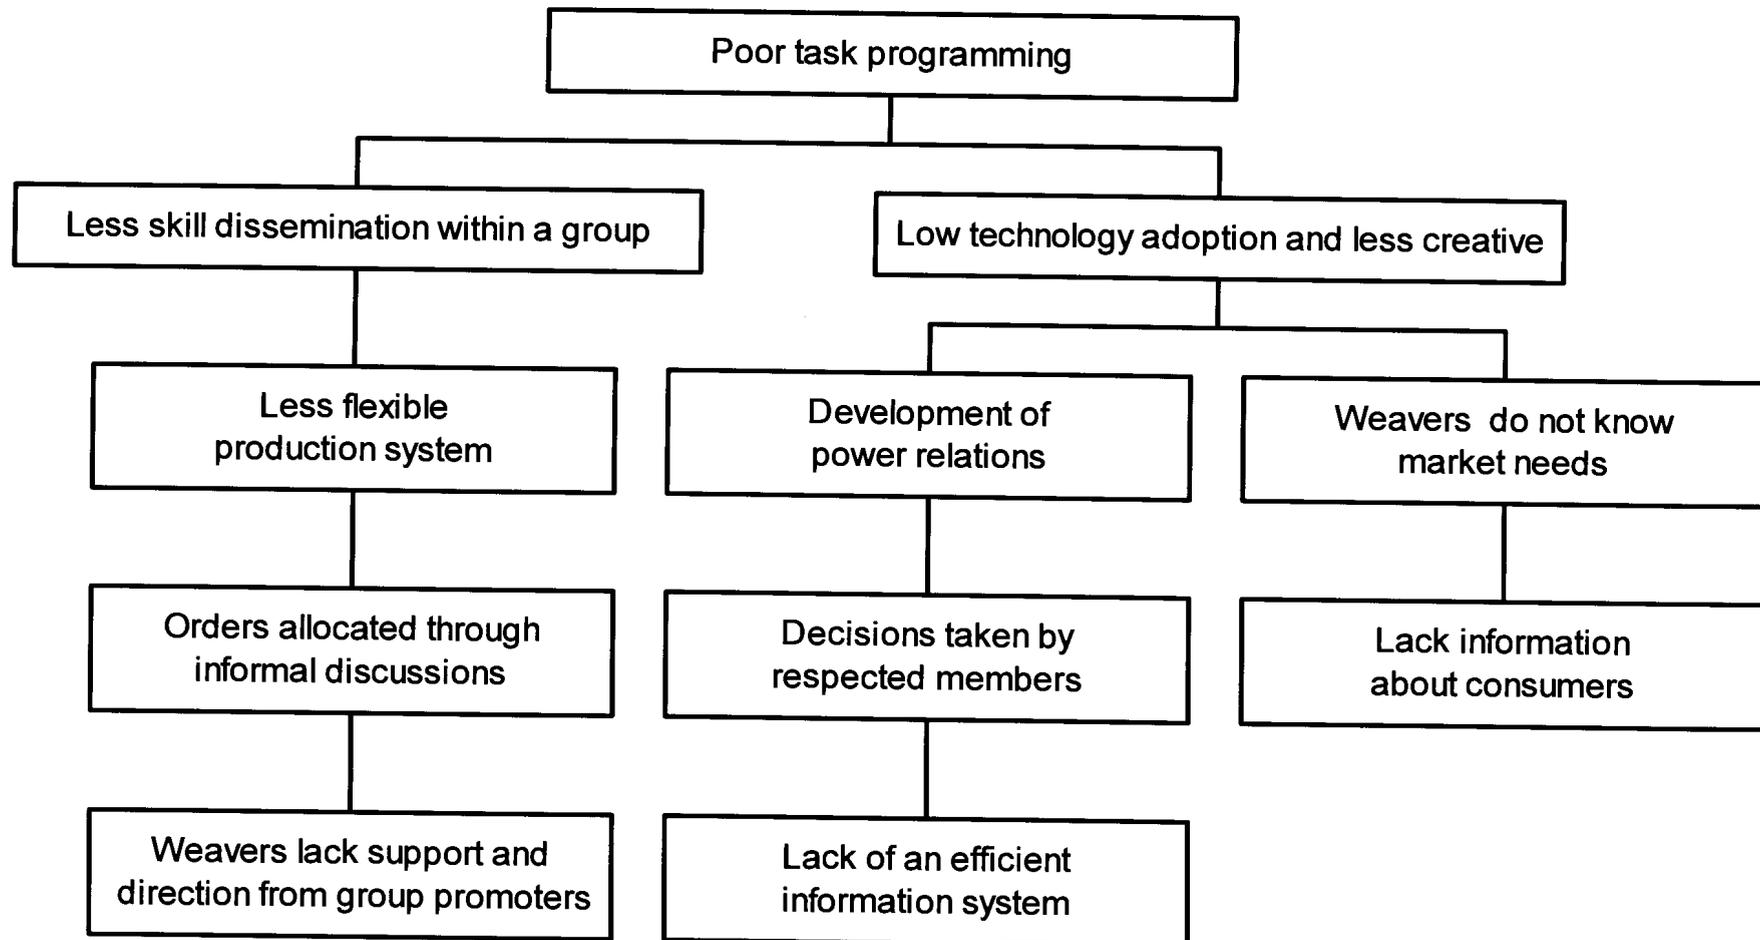 Poor task programming
Less skill dissemination within a group
Low technology adoption and less creative
Less flexible
production system
Development of
power relations
Weavers do not know
market needs
Orders allocated through
informal discussions
Decisions taken by
respected members
Lack information
about consumers
Weavers lack support and
direction from group promoters
Lack of an efficient
information system